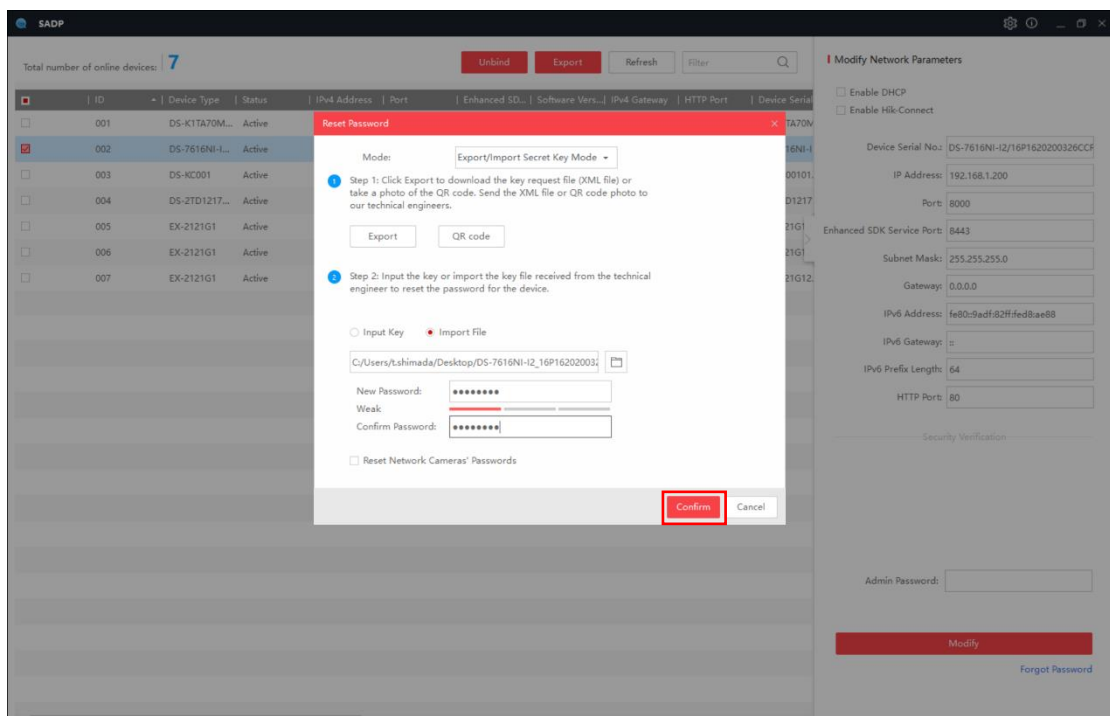 SADP
Total number of online devices: 7
Unbind
Export
Refresh
Filter
ID
Device Type
Status
IPv4 Address
Port
Enhanced SD...
Software Vers...
IPv4 Gateway
HTTP Port
Device Serial
001 DS-K1TA70M... Active
002 DS-7616NI-I... Active
003 DS-KC001 Active
004 DS-2TD1217... Active
005 EX-2121G1 Active
006 EX-2121G1 Active
007 EX-2121G1 Active
Reset Password
Mode: Export/Import Secret Key Mode
1 Step 1: Click Export to download the key request file (XML file) or
take a photo of the QR code. Send the XML file or QR code photo to
our technical engineers.
Export
QR code
2 Step 2: Input the key or import the key file received from the technical
engineer to reset the password for the device.
Input Key
Import File
C:/Users/t.shimada/Desktop/DS-7616NI-I2_16P16202003
New Password:
Weak
Confirm Password:
Reset Network Cameras' Passwords
Confirm
Cancel
Modify Network Parameters
Enable DHCP
Enable Hik-Connect
Device Serial No.: DS-7616NI-I2/16P1620200326CCF
IP Address: 192.168.1.200
Port: 8000
Enhanced SDK Service Port: 8443
Subnet Mask: 255.255.255.0
Gateway: 0.0.0.0
IPv6 Address: fe80::9adf:82ff:fed8:ae88
IPv6 Gateway: ::
IPv6 Prefix Length: 64
HTTP Port: 80
Security Verification
Admin Password:
Modify
Forgot Password